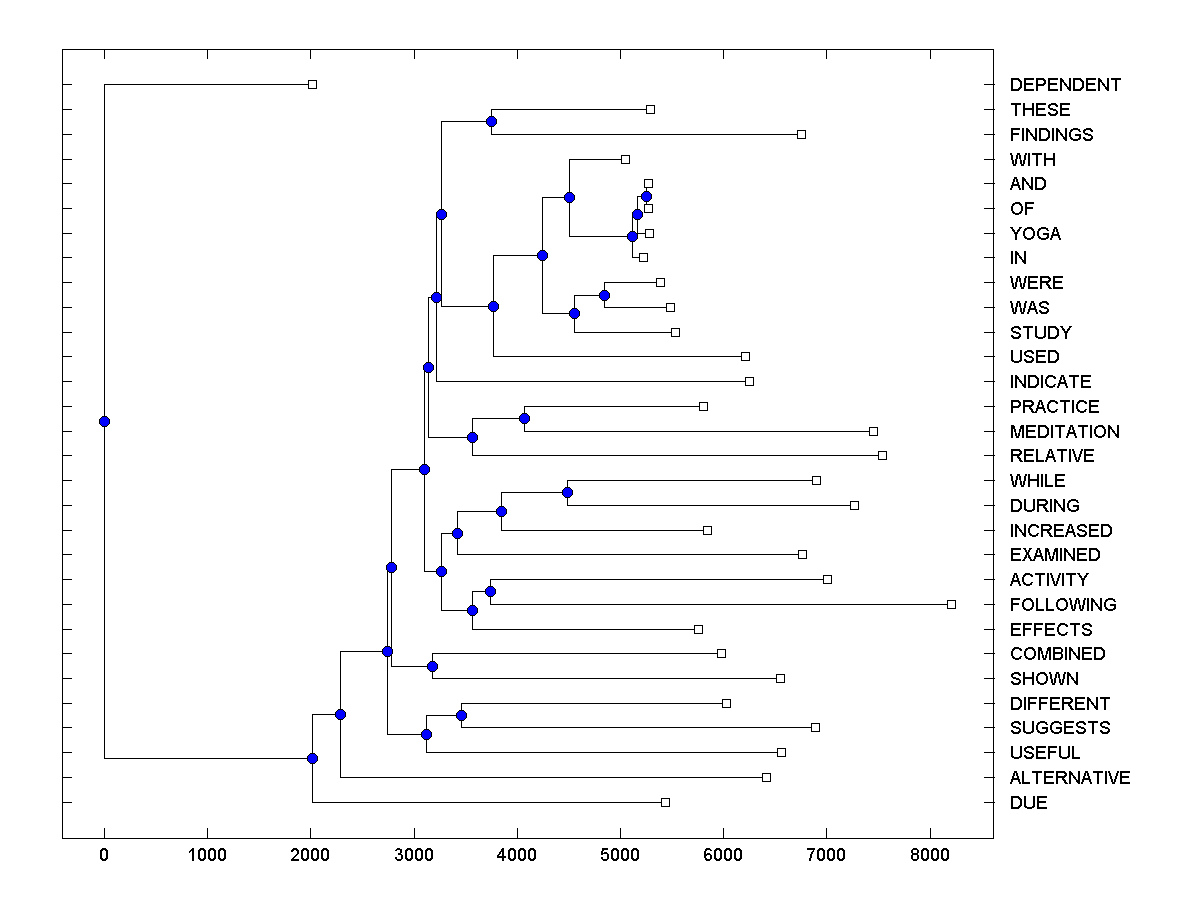 DEPENDENT
THESE
FINDINGS
WITH
AND
OF
YOGA
IN
WERE
WAS
STUDY
USED
INDICATE
PRACTICE
MEDITATION
RELATIVE
WHILE
DURING
INCREASED
EXAMINED
ACTIVITY
FOLLOWING
EFFECTS
COMBINED
SHOWN
DIFFERENT
SUGGESTS
USEFUL
ALTERNATIVE
DUE
0 1000 2000 3000 4000 5000 6000 7000 8000